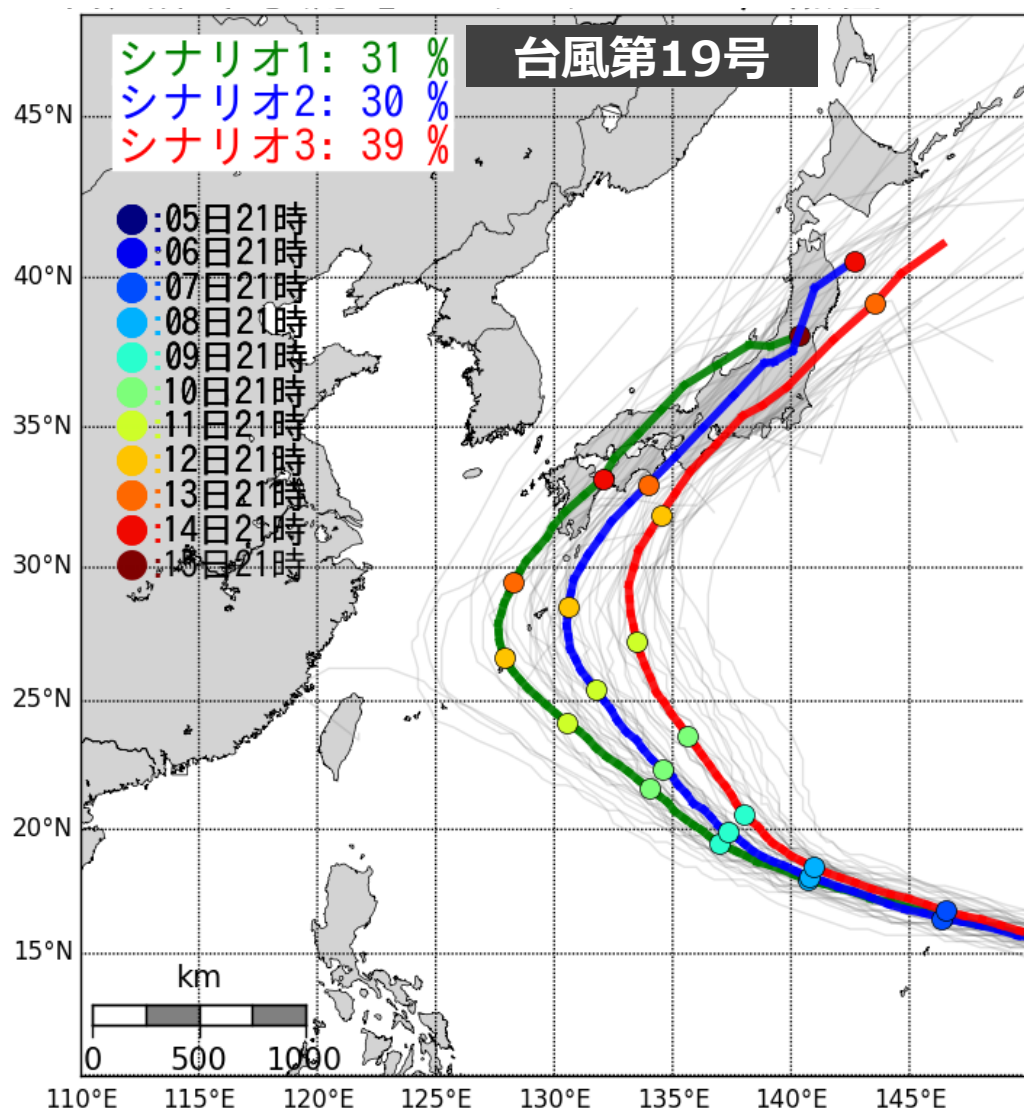 シナリオ1: 31 %
シナリオ2: 30 %
シナリオ3: 39 %
台風第19号
:05日21時
:06日21時
:07日21時
:08日21時
:09日21時
:10日21時
:11日21時
:12日21時
:13日21時
:14日21時
:15日21時
45°N
40°N
35°N
30°N
25°N
20°N
15°N
km
0 500 1000
110°E 115°E 120°E 125°E 130°E 135°E 140°E 145°E